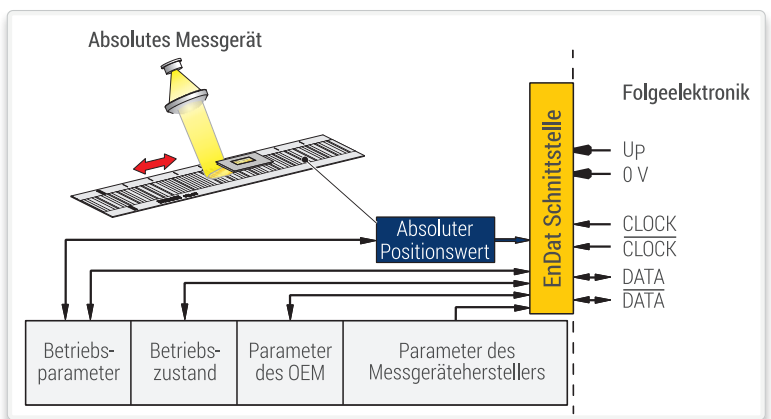 Absolutes Messgerät
Folgeelektronik
UP
0 V
EnDat Schnittstelle
Absoluter
Positionswert
CLOCK
CLOCK
DATA
DATA
Betriebs-
parameter
Betriebs-
zustand
Parameter
des OEM
Parameter des
Messgeräteherstellers